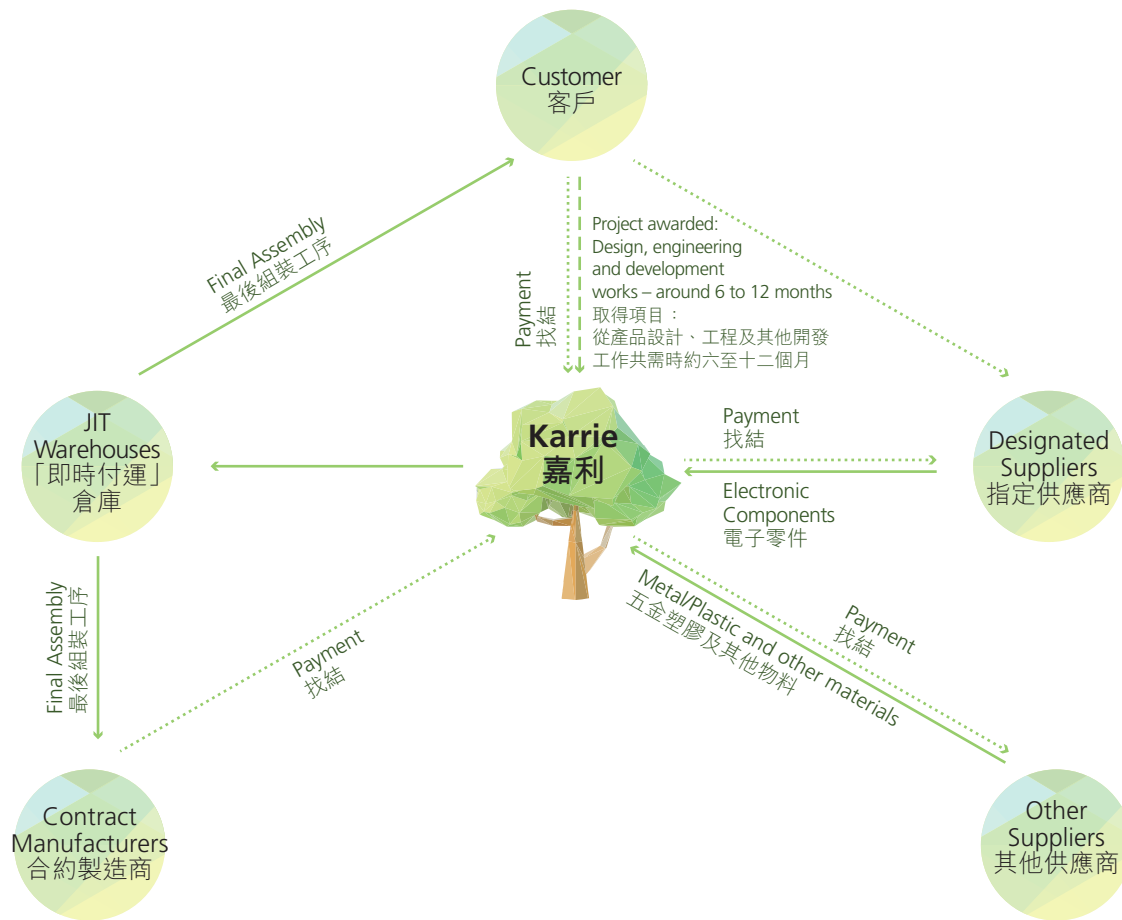 Customer
客戶
Final Assembly
最後組裝工序
Payment
找結
Project awarded:
Design, engineering
and development
works – around 6 to 12 months
取得項目：
從產品設計、工程及其他開發
工作共需時約六至十二個月
JIT
Warehouses
「即時付運」
倉庫
Karrie
嘉利
Payment
找結
Designated
Suppliers
指定供應商
Electronic
Components
電子零件
Final Assembly
最後組裝工序
Payment
找結
Metal/Plastic and other materials
五金塑膠及其他物料
Payment
找結
Contract
Manufacturers
合約製造商
Other
Suppliers
其他供應商